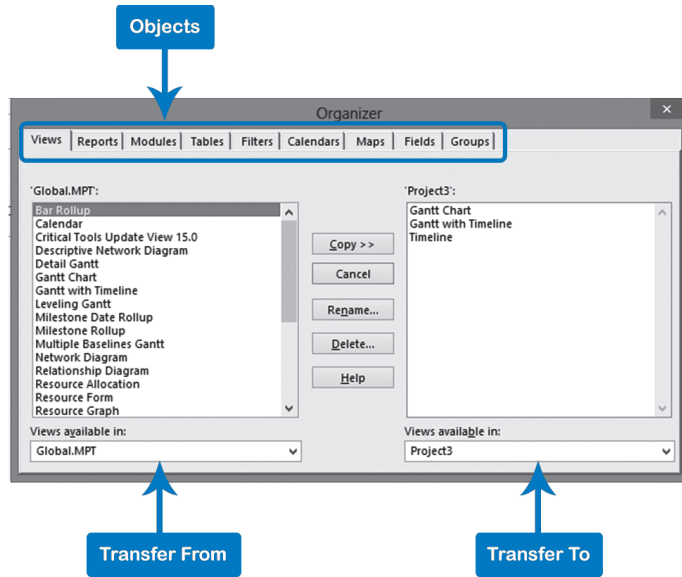 Objects
Organizer
Views Reports Modules Tables Filters Calendars Maps Fields Groups
'Global.MPT':
Bar Rollup
Calendar
Critical Tools Update View 15.0
Descriptive Network Diagram
Detail Gantt
Gantt Chart
Gantt with Timeline
Leveling Gantt
Milestone Date Rollup
Milestone Rollup
Multiple Baselines Gantt
Network Diagram
Relationship Diagram
Resource Allocation
Resource Form
Resource Graph
Views available in:
Global.MPT
Copy >>
Cancel
Rename...
Delete...
Help
'Project3':
Gantt Chart
Gantt with Timeline
Timeline
Views available in:
Project3
Transfer From
Transfer To